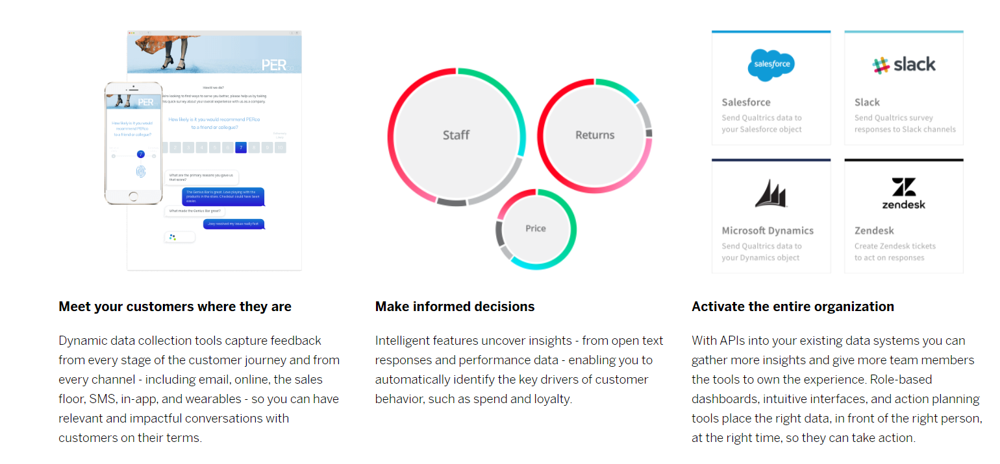 PER
How'd we do?
We're looking to find ways to serve you better, please help us by taking
this quick survey about your overall experience with us as a company.
How likely is it you would recommend PERco
to a friend or collegue?
Extremely
Likely
2 3 4 5 6 7 8 9 10
What are the primary reasons you gave us
that score?
The Genius Bar is great. Love playing with the
products in the store. Checkout could have been
easier.
What made the Genius Bar great?
Joey resolved my issue really fast
PER
How likely is it you would
recommend PERco
to a friend or collegue?
7
Staff
Returns
Price
salesforce
Salesforce
Send Qualtrics data to
your Salesforce object
slack
Slack
Send Qualtrics survey
responses to Slack channels
Microsoft Dynamics
Send Qualtrics data to
your Dynamics object
zendesk
Zendesk
Create Zendesk tickets
to act on responses
Meet your customers where they are
Dynamic data collection tools capture feedback
from every stage of the customer journey and from
every channel - including email, online, the sales
floor, SMS, in-app, and wearables - so you can have
relevant and impactful conversations with
customers on their terms.
Make informed decisions
Intelligent features uncover insights - from open text
responses and performance data - enabling you to
automatically identify the key drivers of customer
behavior, such as spend and loyalty.
Activate the entire organization
With APIs into your existing data systems you can
gather more insights and give more team members
the tools to own the experience. Role-based
dashboards, intuitive interfaces, and action planning
tools place the right data, in front of the right person,
at the right time, so they can take action.